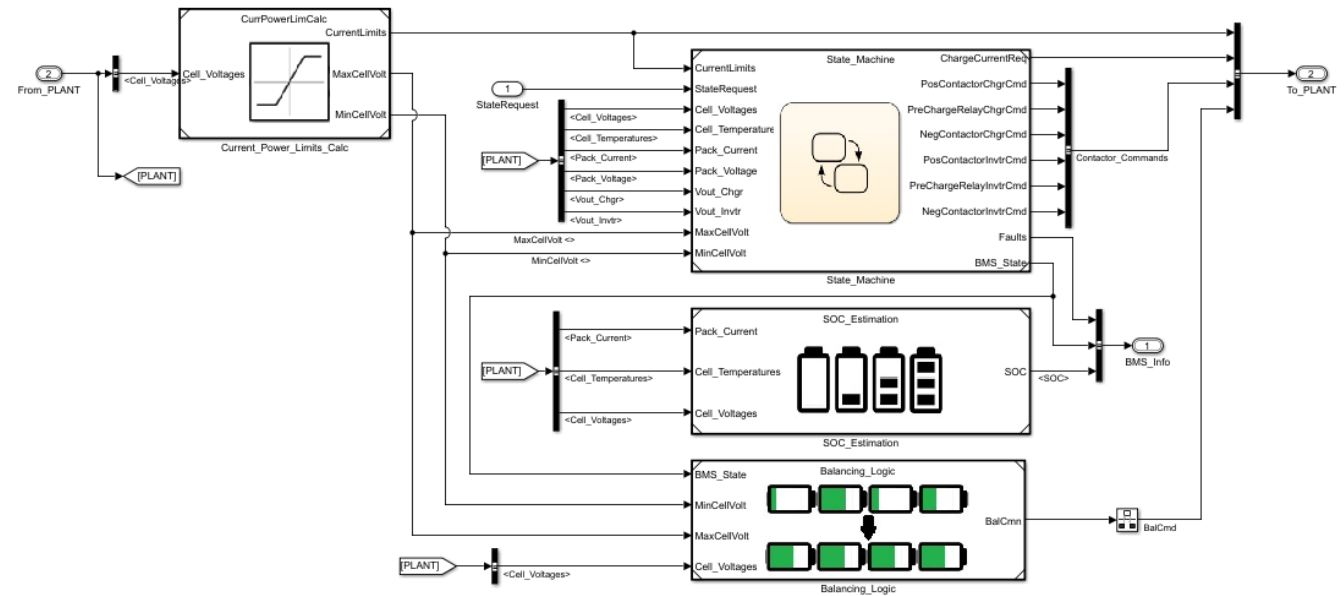 CurrPowerLimCalc
CurrentLimits
2
From_PLANT
<Cell_Voltages>
Cell_Voltages
MaxCellVolt
MinCellVolt
Current_Power_Limits_Calc
[PLANT]
State_Machine
CurrentLimits
1
StateRequest
StateRequest
<Cell_Voltages>
Cell_Voltages
<Cell_Temperatures>
Cell_Temperature
[PLANT]
<Pack_Current>
Pack_Current
<Pack_Voltage>
Pack_Voltage
<Vout_Chgr>
Vout_Chgr
<Vout_Invtr>
Vout_Invtr
MaxCellVolt <>
MaxCellVolt
MinCellVolt <>
MinCellVolt
ChargeCurrentReq
PosContactorChgrCmd
PreChargeRelayChgrCmd
NegContactorChgrCmd
PosContactorInvtrCmd
PreChargeRelayInvtrCmd
NegContactorInvtrCmd
Faults
BMS_State
State_Machine
Contactor_Commands
2
To_PLANT
SOC_Estimation
[PLANT]
<Pack_Current>
Pack_Current
<Cell_Temperatures>
Cell_Temperatures
<Cell_Voltages>
Cell_Voltages
SOC
<SOC>
SOC_Estimation
1
BMS_Info
Balancing_Logic
BMS_State
MinCellVolt
MaxCellVolt
[PLANT]
<Cell_Voltages>
Cell_Voltages
BalCmn
BalCmd
Balancing_Logic